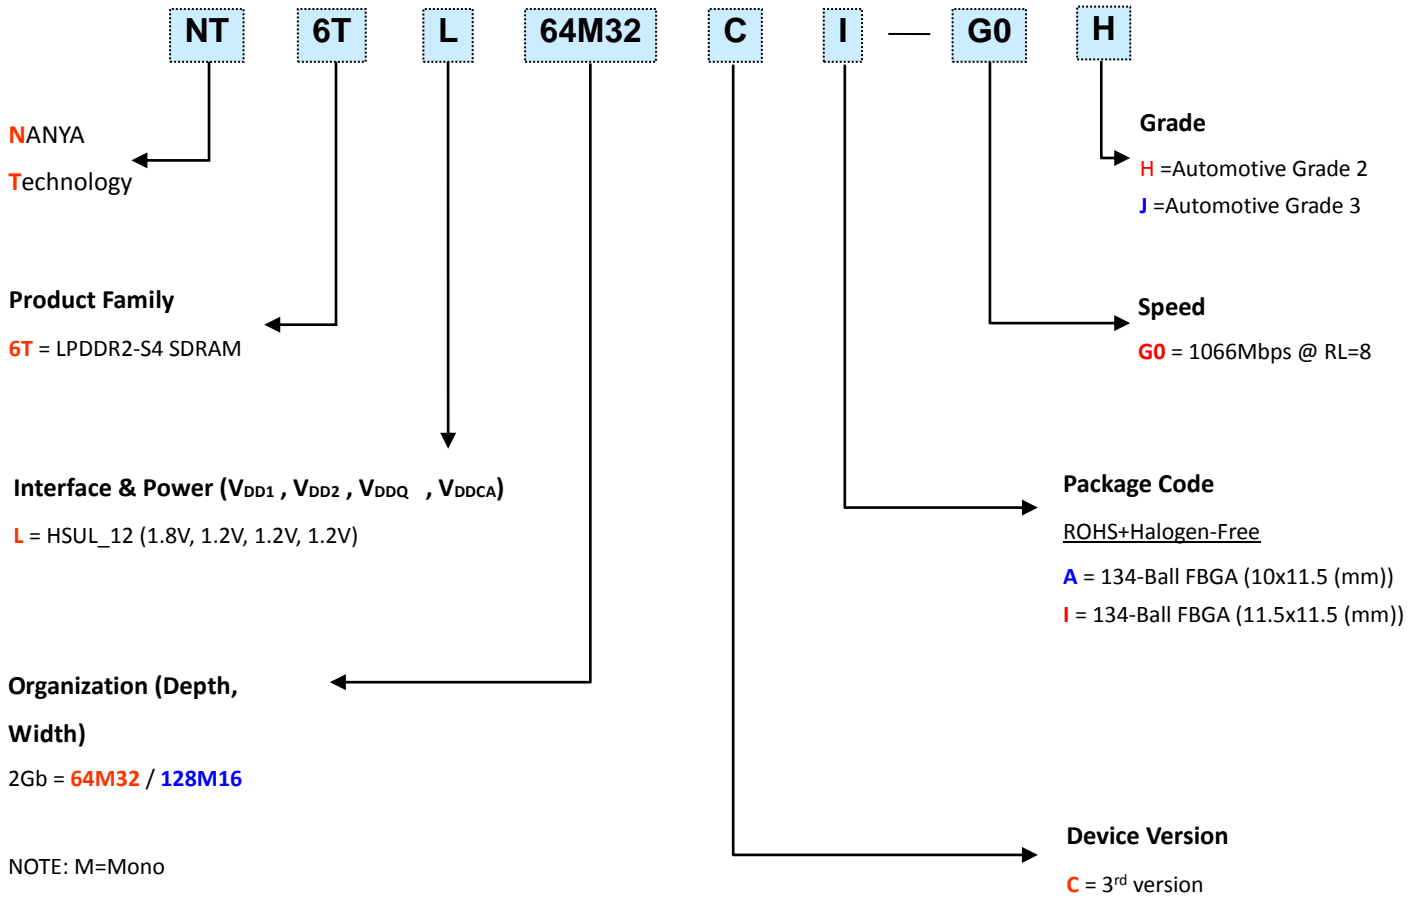 NT 6T L 64M32 C I — G0 H
NANYA
Technology
Product Family
6T = LPDDR2-S4 SDRAM
Interface & Power (VDD1 , VDD2 , VDDQ , VDDCA)
L = HSUL_12 (1.8V, 1.2V, 1.2V, 1.2V)
Organization (Depth,
Width)
2Gb = 64M32 / 128M16
NOTE: M=Mono
Grade
H =Automotive Grade 2
J =Automotive Grade 3
Speed
G0 = 1066Mbps @ RL=8
Package Code
ROHS+Halogen-Free
A = 134-Ball FBGA (10x11.5 (mm))
I = 134-Ball FBGA (11.5x11.5 (mm))
Device Version
C = 3rd version